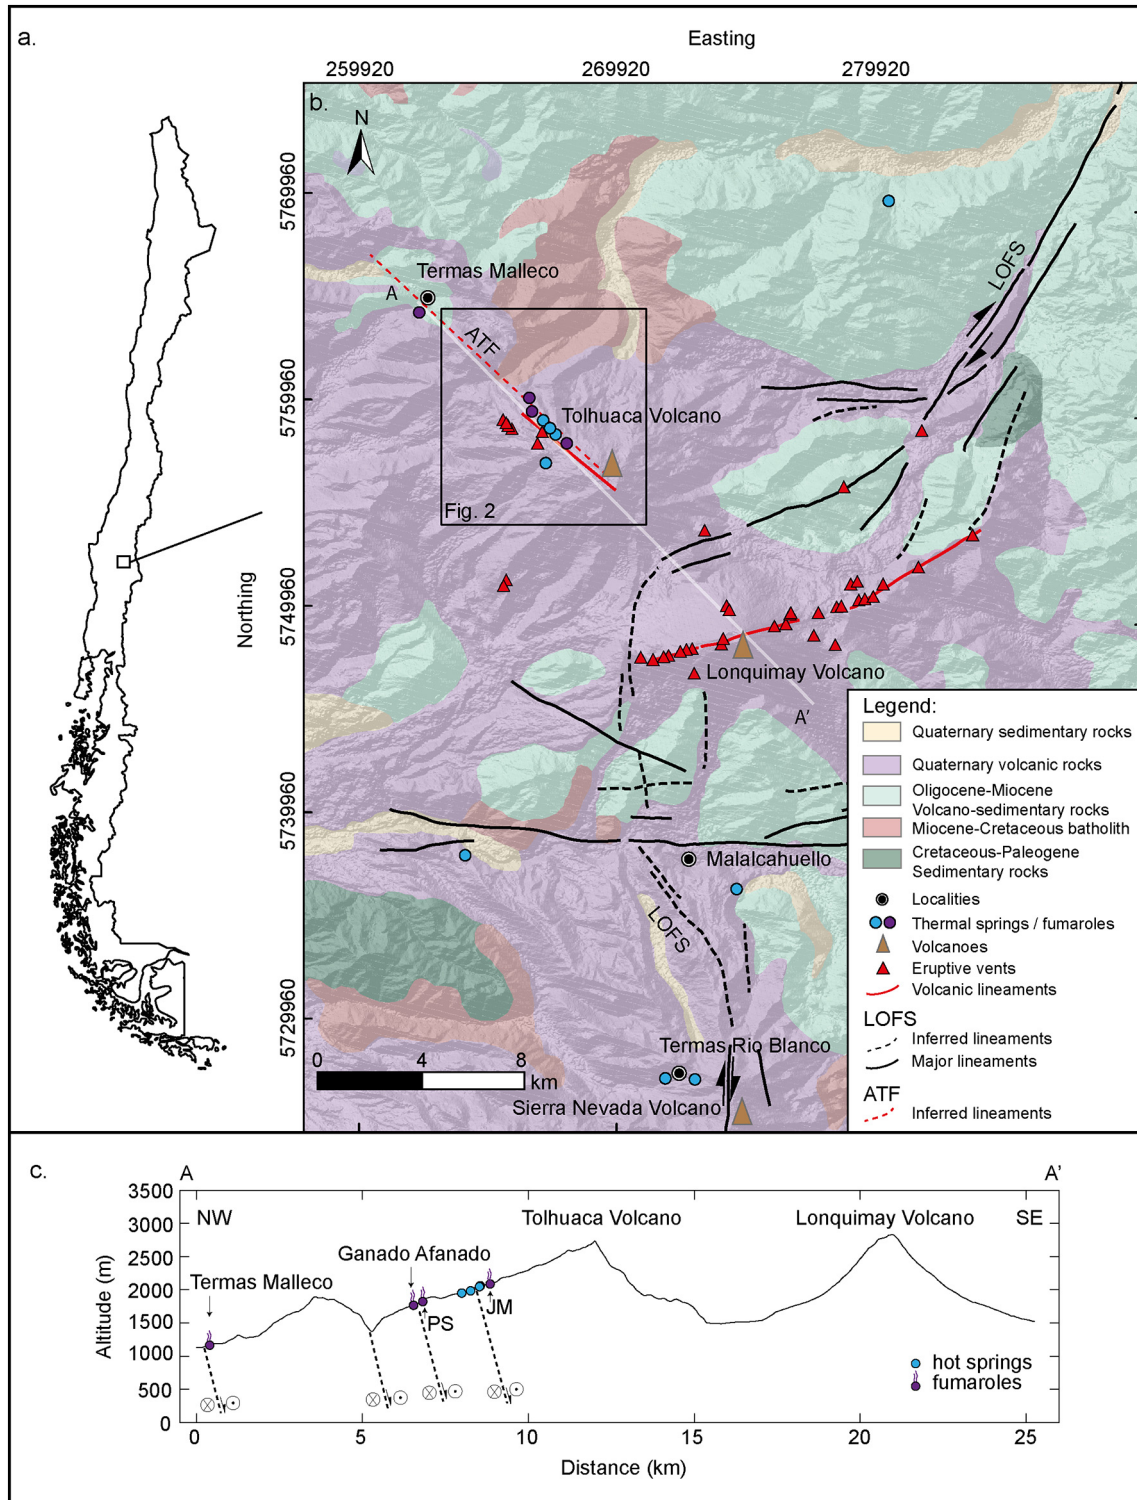 a.
Easting
259920
269920
279920
b.
N
5769960
5759960
5749960
5739960
5729960
Northing
LOFS
Termas Malleco
A
ATF
Tolhuaca Volcano
Fig. 2
Lonquimay Volcano
A'
Malalcahuello
LOFS
Termas Rio Blanco
Sierra Nevada Volcano
0
4
8
km
Legend:
Quaternary sedimentary rocks
Quaternary volcanic rocks
Oligocene-Miocene
Volcano-sedimentary rocks
Miocene-Cretaceous batholith
Cretaceous-Paleogene
Sedimentary rocks
Localities
Thermal springs / fumaroles
Volcanoes
Eruptive vents
Volcanic lineaments
LOFS
Inferred lineaments
Major lineaments
ATF
Inferred lineaments
c.
A
A'
3500
3000
2500
2000
1500
1000
500
0
Altitude (m)
NW
Tolhuaca Volcano
Lonquimay Volcano
SE
Ganado Afanado
Termas Malleco
PS
JM
hot springs
fumaroles
0
5
10
15
20
25
Distance (km)